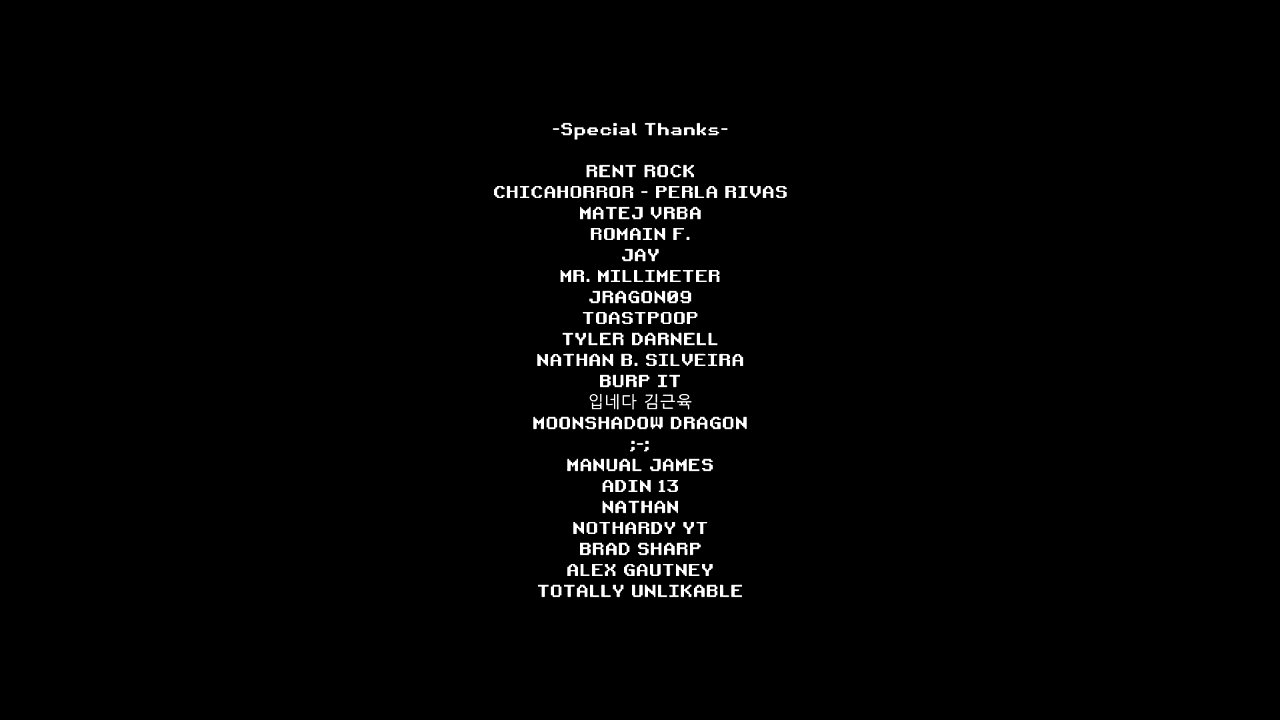 -Special Thanks-
RENT ROCK
CHICAHORROR - PERLA RIVAS
MATEJ VRBA
ROMAIN F.
JAY
MR. MILLIMETER
JRAGON09
TOASTPOOP
TYLER DARNELL
NATHAN B. SILVEIRA
BURP IT
입네다 김근육
MOONSHADOW DRAGON
;-;
MANUAL JAMES
ADIN 13
NATHAN
NOTHARDY YT
BRAD SHARP
ALEX GAUTNEY
TOTALLY UNLIKABLE